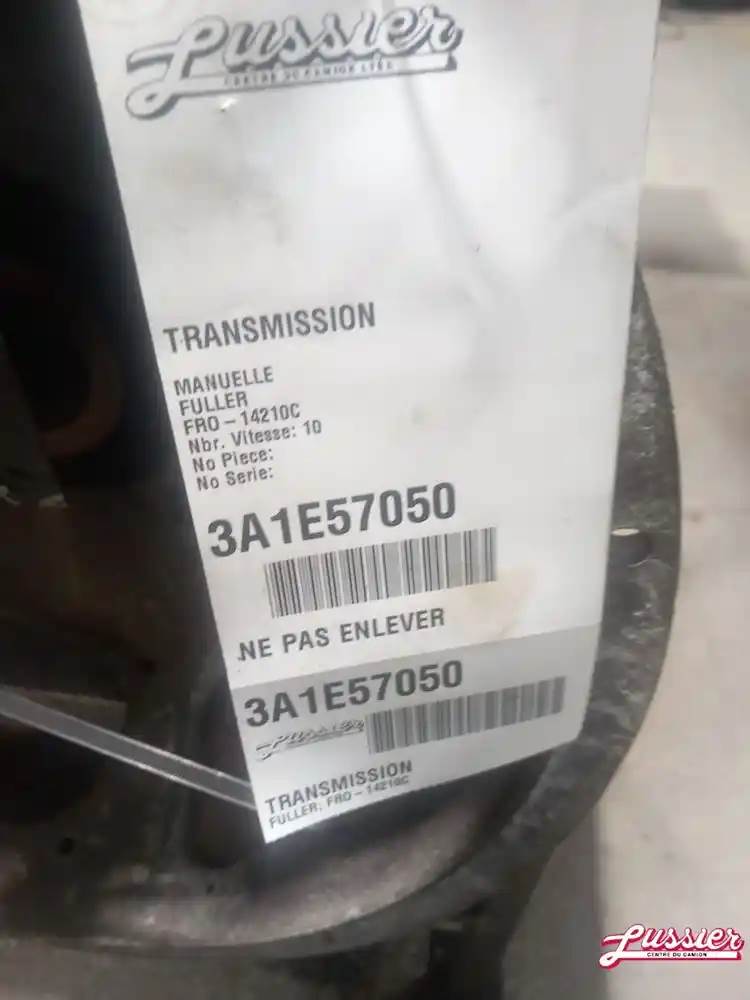 Lussier
CENTRE DU CAMION LTÉE
TRANSMISSION
MANUELLE
FULLER
FRO-14210C
Nbr. Vitesse: 10
No Piece:
No Serie:
3A1E57050
NE PAS ENLEVER
3A1E57050
Lussier
TRANSMISSION
FULLER: FRO-14210C
Lussier
CENTRE DU CAMION